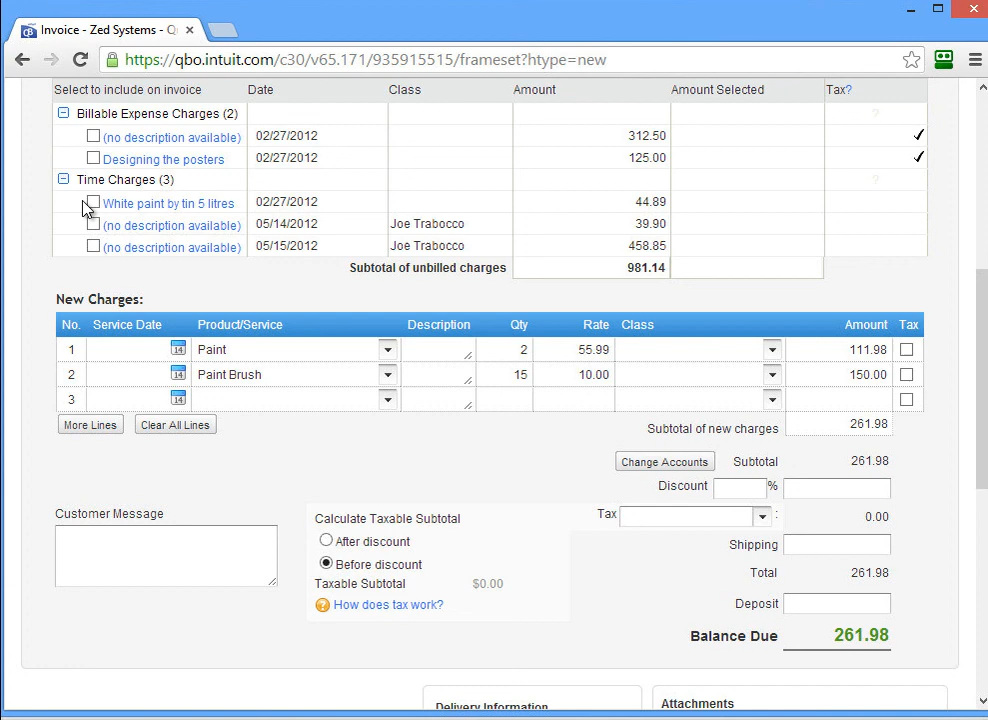 Invoice - Zed Systems - Q
https://qbo.intuit.com/c30/v65.171/935915515/frameset?htype=new
Select to include on invoice Date Class Amount Amount Selected Tax?
Billable Expense Charges (2) ?
(no description available) 02/27/2012 312.50
Designing the posters 02/27/2012 125.00
Time Charges (3) ?
White paint by tin 5 litres 02/27/2012 44.89
(no description available) 05/14/2012 Joe Trabocco 39.90
(no description available) 05/15/2012 Joe Trabocco 458.85
Subtotal of unbilled charges 981.14
New Charges:
No. Service Date Product/Service Description Qty Rate Class Amount Tax
1 14 Paint 2 55.99 111.98
2 14 Paint Brush 15 10.00 150.00
3 14
More Lines Clear All Lines Subtotal of new charges 261.98
Change Accounts Subtotal 261.98
Discount %
Customer Message Calculate Taxable Subtotal Tax : 0.00
After discount
Shipping
Before discount
Total 261.98
Taxable Subtotal $0.00
How does tax work? Deposit
Balance Due 261.98
Delivery Information Attachments